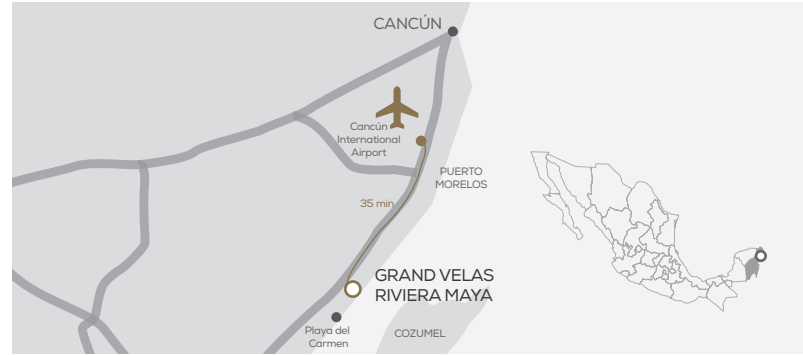 CANCÚN
Cancún
International
Airport
PUERTO
MORELOS
35 min
GRAND VELAS
RIVIERA MAYA
Playa del
Carmen
COZUMEL